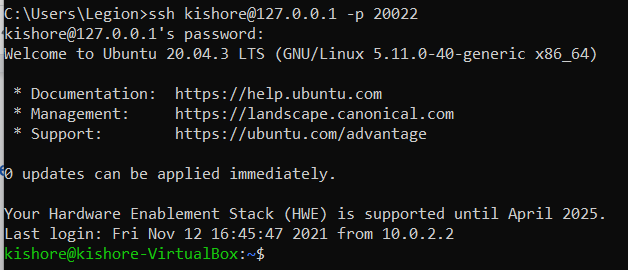 C:\Users\Legion>ssh kishore@127.0.0.1 -p 20022
kishore@127.0.0.1's password:
Welcome to Ubuntu 20.04.3 LTS (GNU/Linux 5.11.0-40-generic x86_64)
* Documentation:  https://help.ubuntu.com
* Management:     https://landscape.canonical.com
* Support:        https://ubuntu.com/advantage
0 updates can be applied immediately.
Your Hardware Enablement Stack (HWE) is supported until April 2025.
Last login: Fri Nov 12 16:45:47 2021 from 10.0.2.2
kishore@kishore-VirtualBox:~$